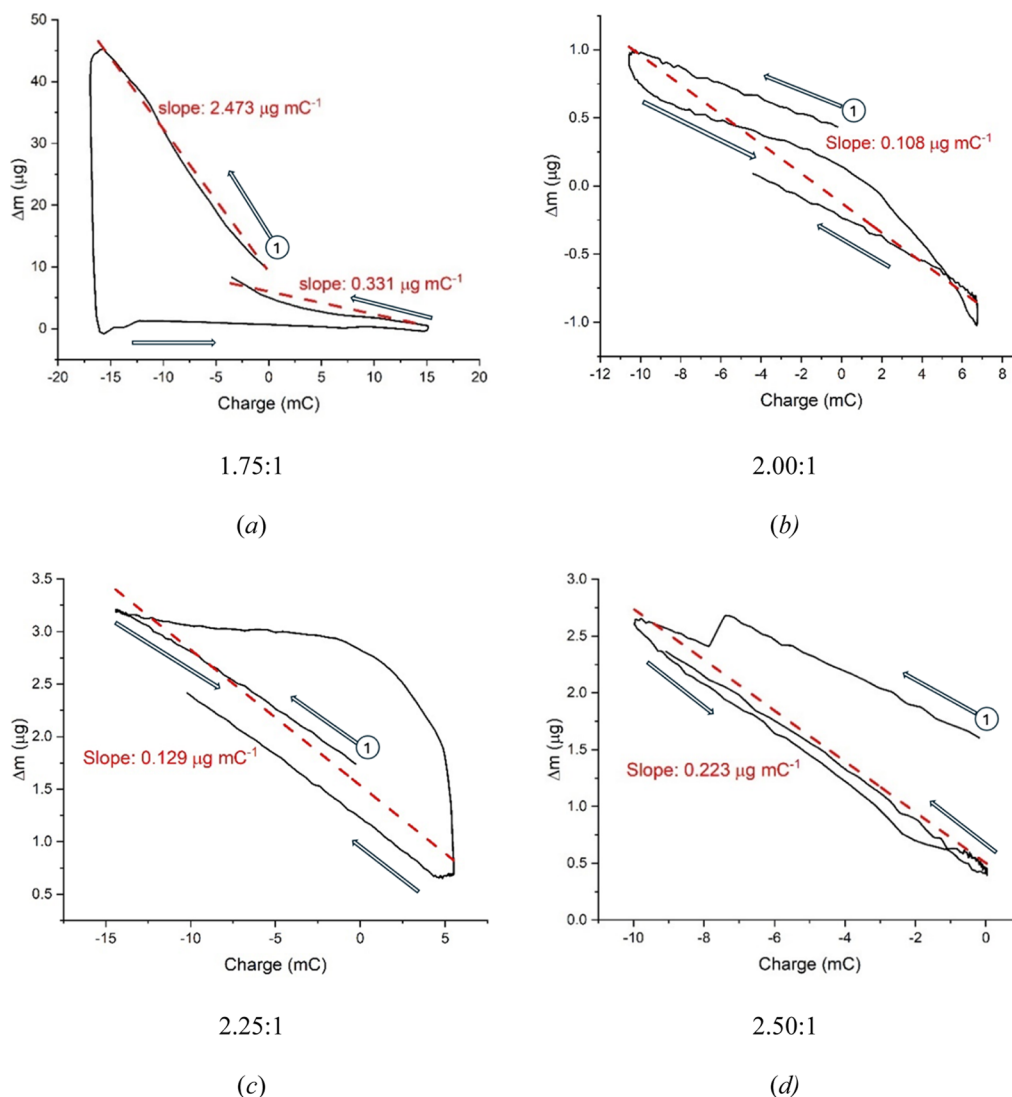 50
40
30
20
10
0
Δm (µg)
-20 -15 -10 -5 0 5 10 15 20
Charge (mC)
slope: 2.473 µg mC⁻¹
1
slope: 0.331 µg mC⁻¹
1.75:1
(a)
1.0
0.5
0.0
-0.5
-1.0
Δm (µg)
-12 -10 -8 -6 -4 -2 0 2 4 6 8
Charge (mC)
1
Slope: 0.108 µg mC⁻¹
2.00:1
(b)
3.5
3.0
2.5
2.0
1.5
1.0
0.5
Δm (µg)
-15 -10 -5 0 5
Charge (mC)
1
Slope: 0.129 µg mC⁻¹
2.25:1
(c)
3.0
2.5
2.0
1.5
1.0
0.5
0.0
Δm (µg)
-10 -8 -6 -4 -2 0
Charge (mC)
1
Slope: 0.223 µg mC⁻¹
2.50:1
(d)